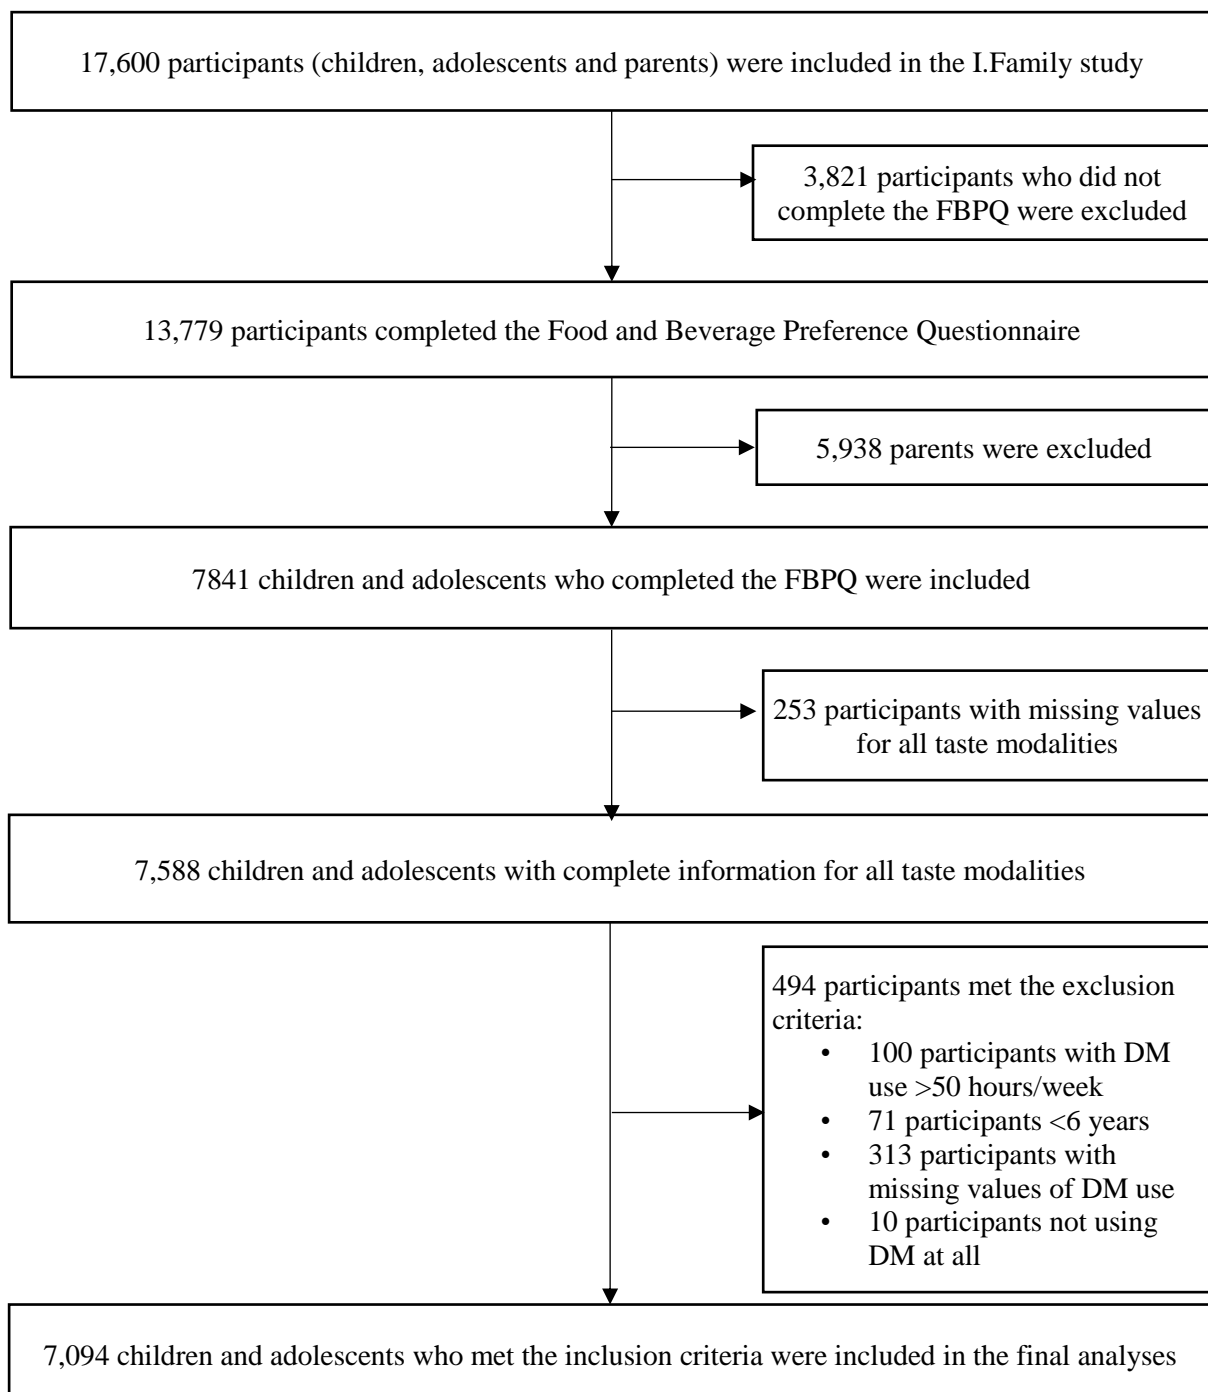 17,600 participants (children, adolescents and parents) were included in the I.Family study
3,821 participants who did not
complete the FBPQ were excluded
13,779 participants completed the Food and Beverage Preference Questionnaire
5,938 parents were excluded
7841 children and adolescents who completed the FBPQ were included
253 participants with missing values
for all taste modalities
7,588 children and adolescents with complete information for all taste modalities
494 participants met the exclusion
criteria:
• 100 participants with DM
use >50 hours/week
• 71 participants <6 years
• 313 participants with
missing values of DM use
• 10 participants not using
DM at all
7,094 children and adolescents who met the inclusion criteria were included in the final analyses